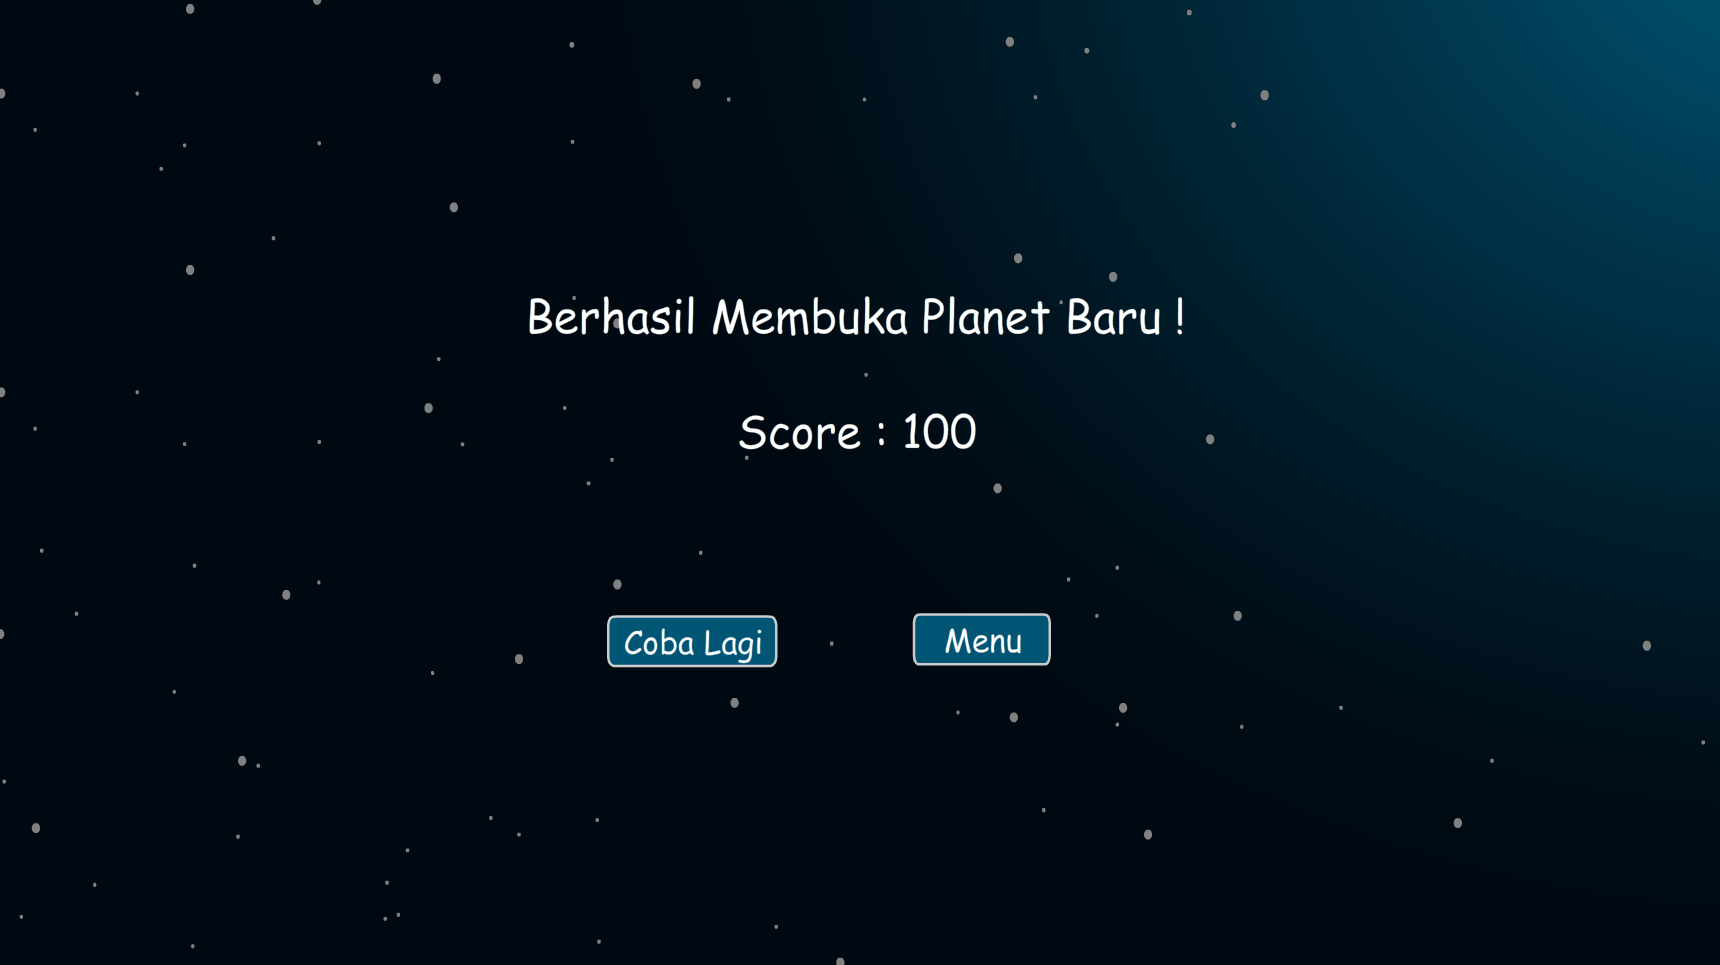 Berhasil Membuka Planet Baru !
Score : 100
Coba Lagi
Menu